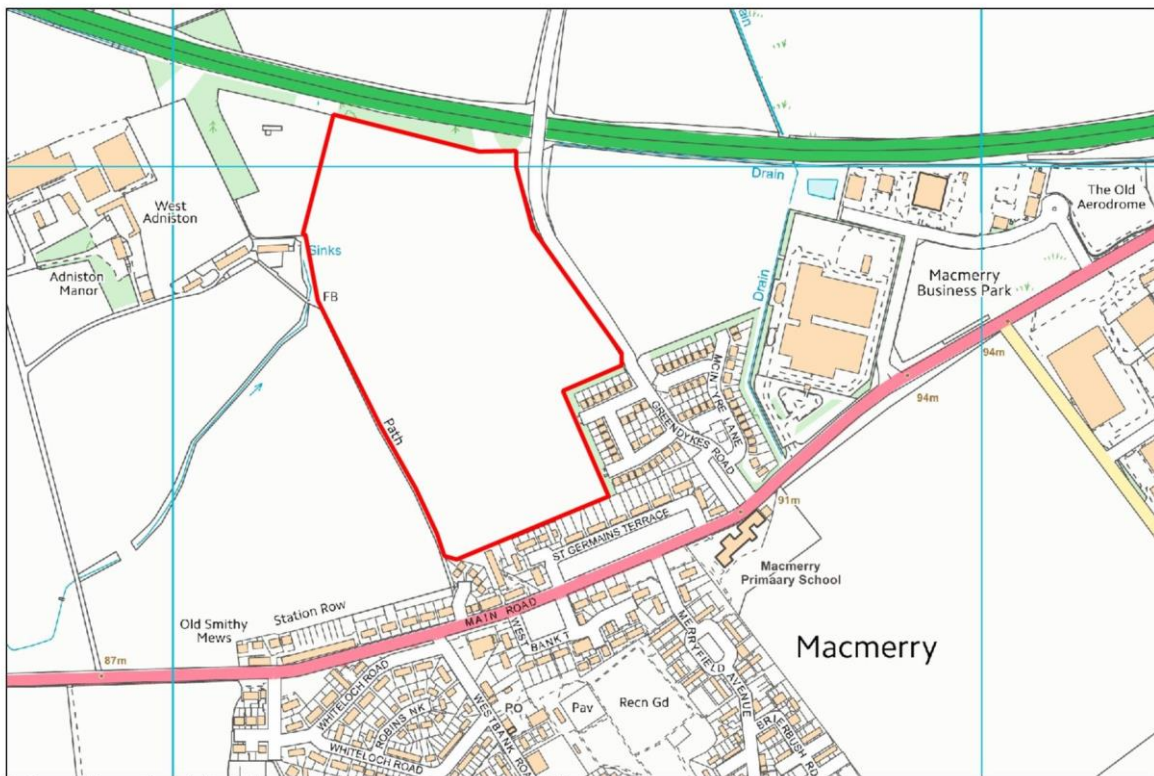 Drain
Drain
Drain
West
Adniston
Adniston
Manor
Sinks
FB
Path
The Old
Aerodrome
Macmerry
Business Park
94m
94m
91m
87m
MCINTYRE LANE
GREENDYKES ROAD
ST GERMAINS TERRACE
Macmerry
Primaary School
Station Row
Old Smithy
Mews
MAIN ROAD
WEST
BANK T
MERRYFIELD AVENUE
Macmerry
WHITELOCH ROAD
ROBINS NK
WHITELOCH ROAD
WESTBANK
ROAD
PO
Pav
Recn Gd